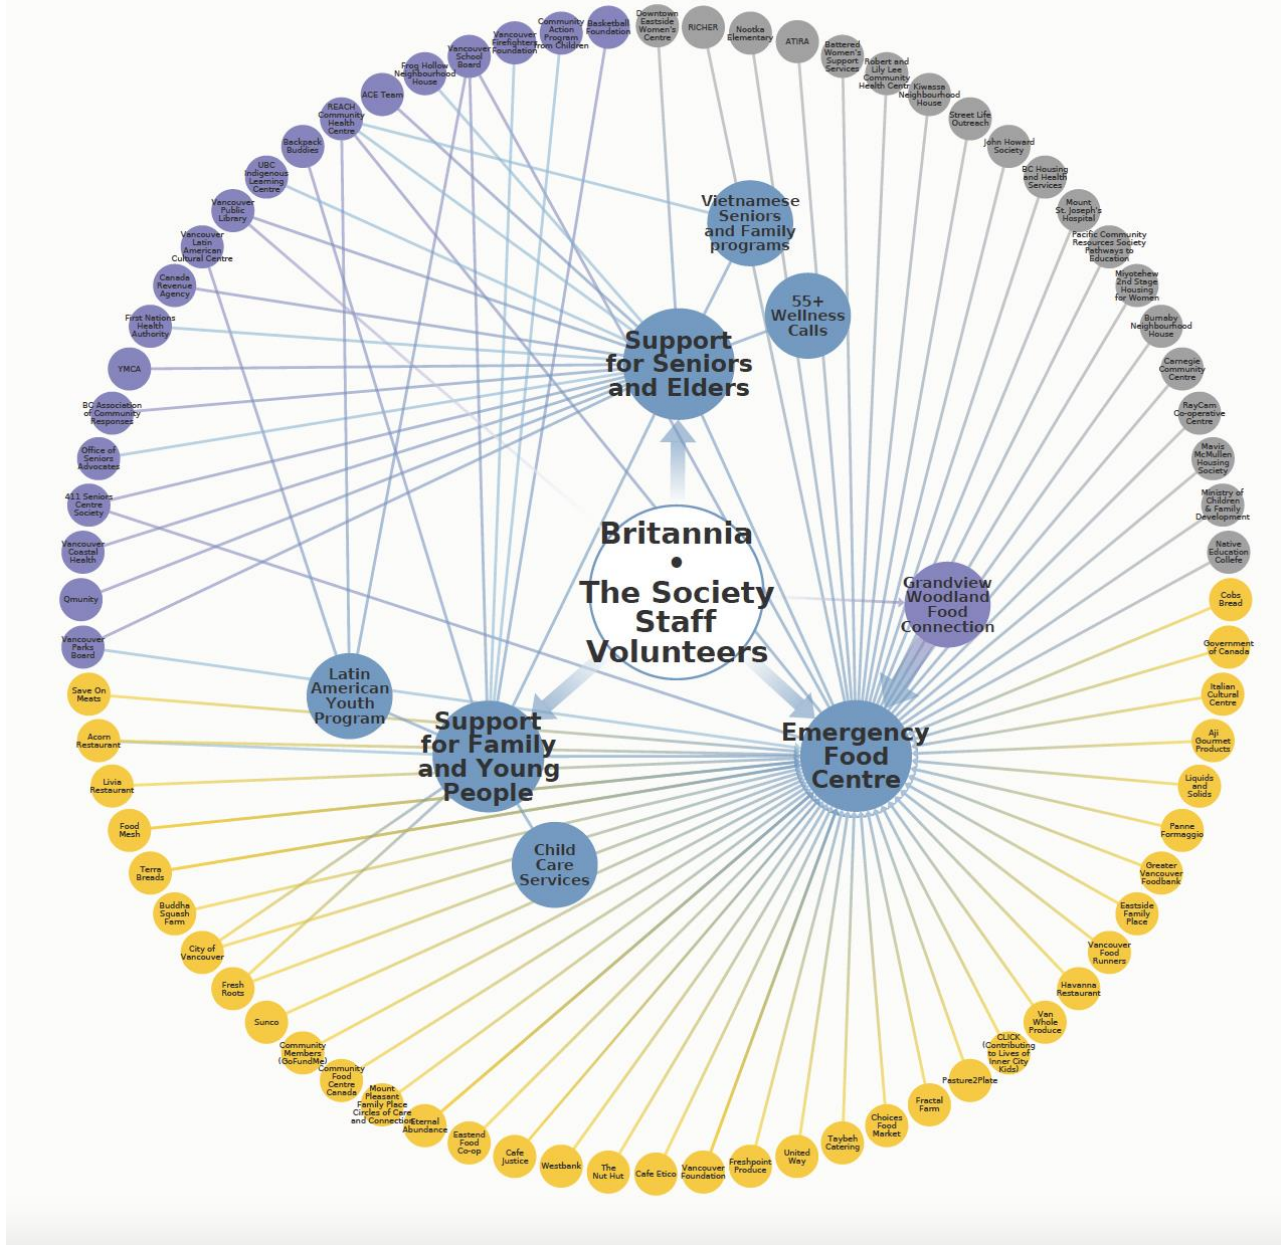 Downtown
Eastside
Women's
Centre
RICHER
Nootka
Elementary
ATIRA
Battered
Women's
Support
Services
Robert and
Lily Lee
Community
Health Centre
Kiwassa
Neighbourhood
House
Street Life
Outreach
John Howard
Society
BC Housing
and Health
Services
Mount
St. Joseph's
Hospital
Pacific Community
Resources Society
Pathways to
Education
Miyotehew
2nd Stage
Housing
for Women
Burnaby
Neighbourhood
House
Carnegie
Community
Centre
RayCam
Co-operative
Centre
Mavis
McMullen
Housing
Society
Ministry of
Children
& Family
Development
Native
Education
Collefe
Cobs
Bread
Government
of Canada
Italian
Cultural
Centre
Aji
Gourmet
Products
Liquids
and
Solids
Panne
Formaggio
Greater
Vancouver
Foodbank
Eastside
Family
Place
Vancouver
Food
Runners
Havanna
Restaurant
Van
Whole
Produce
CLICK
(Contributing
to Lives of
Inner City
Kids)
Pasture2Plate
Fractal
Farm
Choices
Food
Market
Taybeh
Catering
United
Way
Freshpoint
Produce
Vancouver
Foundation
Cafe Etico
The
Nut Hut
Westbank
Cafe
Justice
Eastend
Food
Co-op
Eternal
Abundance
Mount
Pleasant
Family Place
Circles of Care
and Connection
Community
Food
Centre
Canada
Community
Members
(GoFundMe)
Sunco
Fresh
Roots
City of
Vancouver
Buddha
Squash
Farm
Terra
Breads
Food
Mesh
Livia
Restaurant
Acorn
Restaurant
Save On
Meats
Vancouver
Parks
Board
Qmunity
Vancouver
Coastal
Health
411 Seniors
Centre
Society
Office of
Seniors
Advocates
BC Association
of Community
Responses
YMCA
First Nations
Health
Authority
Canada
Revenue
Agency
Vancouver
Latin
American
Cultural Centre
Vancouver
Public
Library
UBC
Indigenous
Learning
Centre
Backpack
Buddies
REACH
Community
Health
Centre
ACE Team
Frog Hollow
Neighbourhood
House
Vancouver
School
Board
Vancouver
Firefighters
Foundation
Community
Action
Program
from Children
Basketball
Foundation
Vietnamese
Seniors
and Family
programs
55+
Wellness
Calls
Support
for Seniors
and Elders
Britannia
•
The Society
Staff
Volunteers
Grandview
Woodland
Food
Connection
Latin
American
Youth
Program
Support
for Family
and Young
People
Emergency
Food
Centre
Child
Care
Services